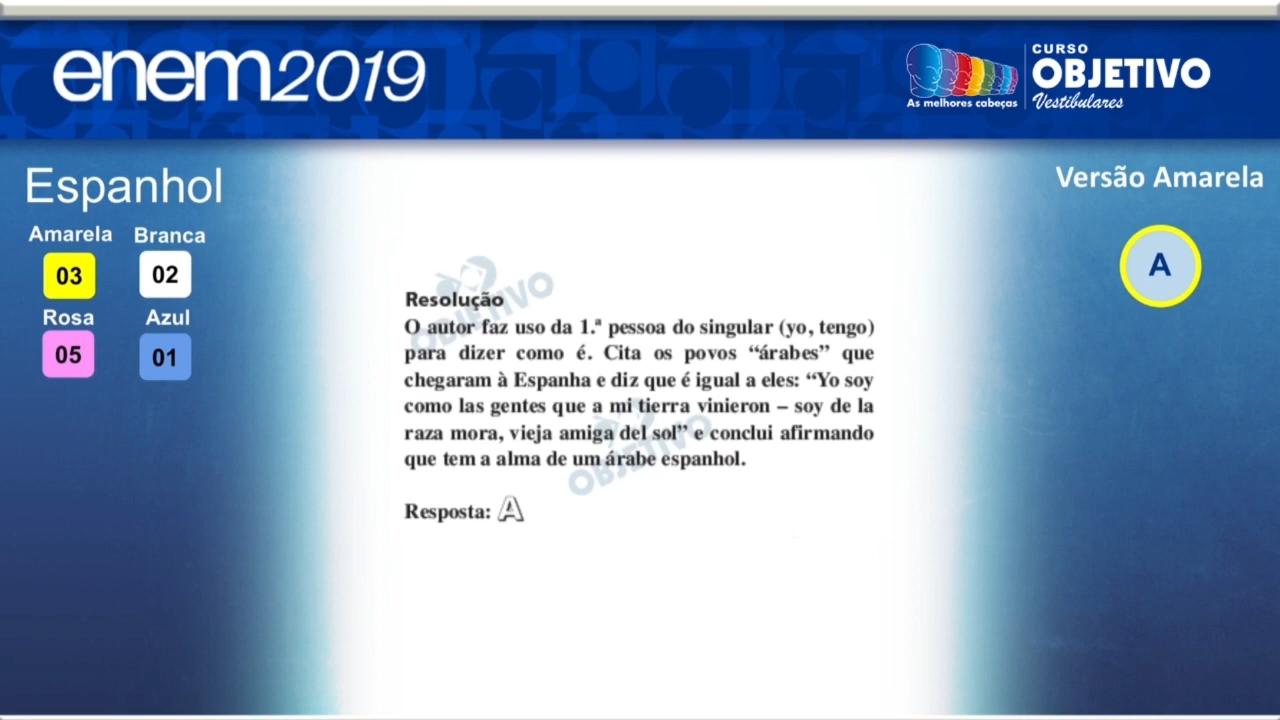 enem2019
CURSO
OBJETIVO
Vestibulares
As melhores cabeças
Espanhol
Versão Amarela
Amarela Branca
03 02
Rosa Azul
05 01
A
OBJETIVO
Resolução
O autor faz uso da 1.ª pessoa do singular (yo, tengo)
para dizer como é. Cita os povos “árabes” que
chegaram à Espanha e diz que é igual a eles: “Yo soy
como las gentes que a mi tierra vinieron – soy de la
raza mora, vieja amiga del sol” e conclui afirmando
que tem a alma de um árabe espanhol.
OBJETIVO
Resposta: A